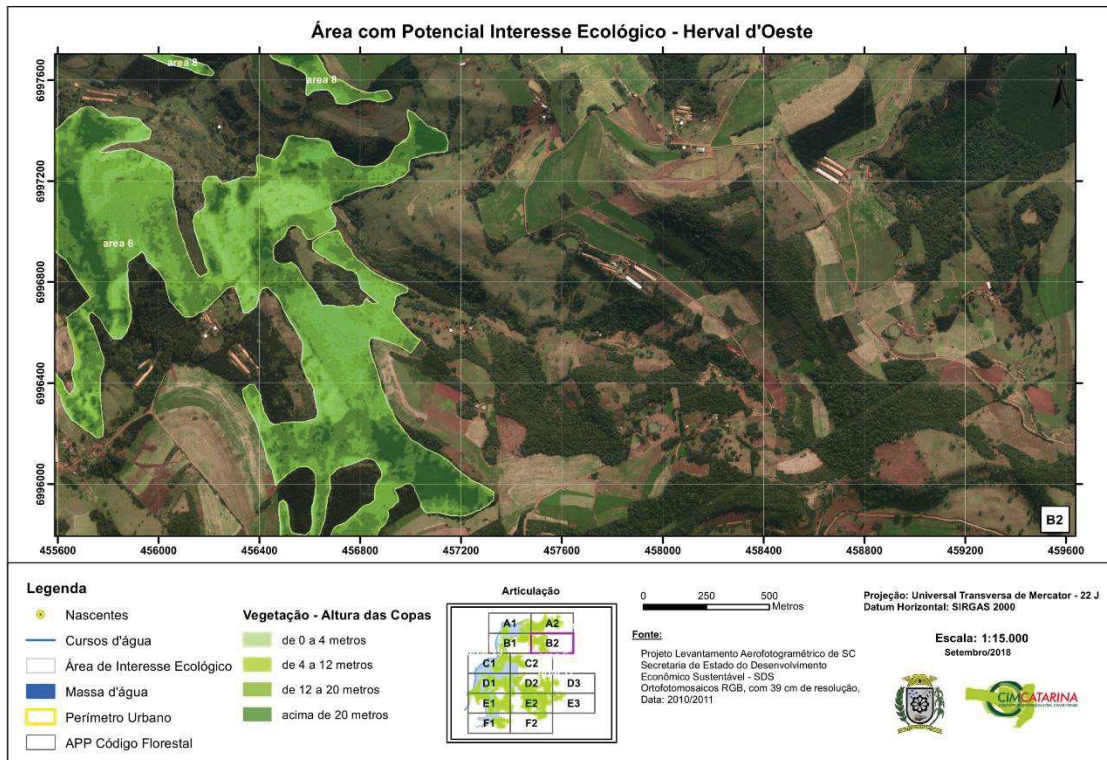 Área com Potencial Interesse Ecológico - Herval d'Oeste
area 8
area 8
area 6
6997600
6997200
6996800
6996400
6996000
B2
455600 456000 456400 456800 457200 457600 458000 458400 458800 459200 459600
Legenda
Nascentes
Cursos d'água
Área de Interesse Ecológico
Massa d'água
Perímetro Urbano
APP Código Florestal
Vegetação - Altura das Copas
de 0 a 4 metros
de 4 a 12 metros
de 12 a 20 metros
acima de 20 metros
Articulação
A1 A2
B1 B2
C1 C2
D1 D2 D3
E1 E2 E3
F1 F2
0 250 500
Metros
Fonte:
Projeto Levantamento Aerofotogramétrico de SC
Secretaria de Estado do Desenvolvimento
Econômico Sustentável - SDS
Ortofotomosaicos RGB, com 39 cm de resolução,
Data: 2010/2011
Projeção: Universal Transversa de Mercator - 22 J
Datum Horizontal: SIRGAS 2000
Escala: 1:15.000
Setembro/2018
CIMCATARINA